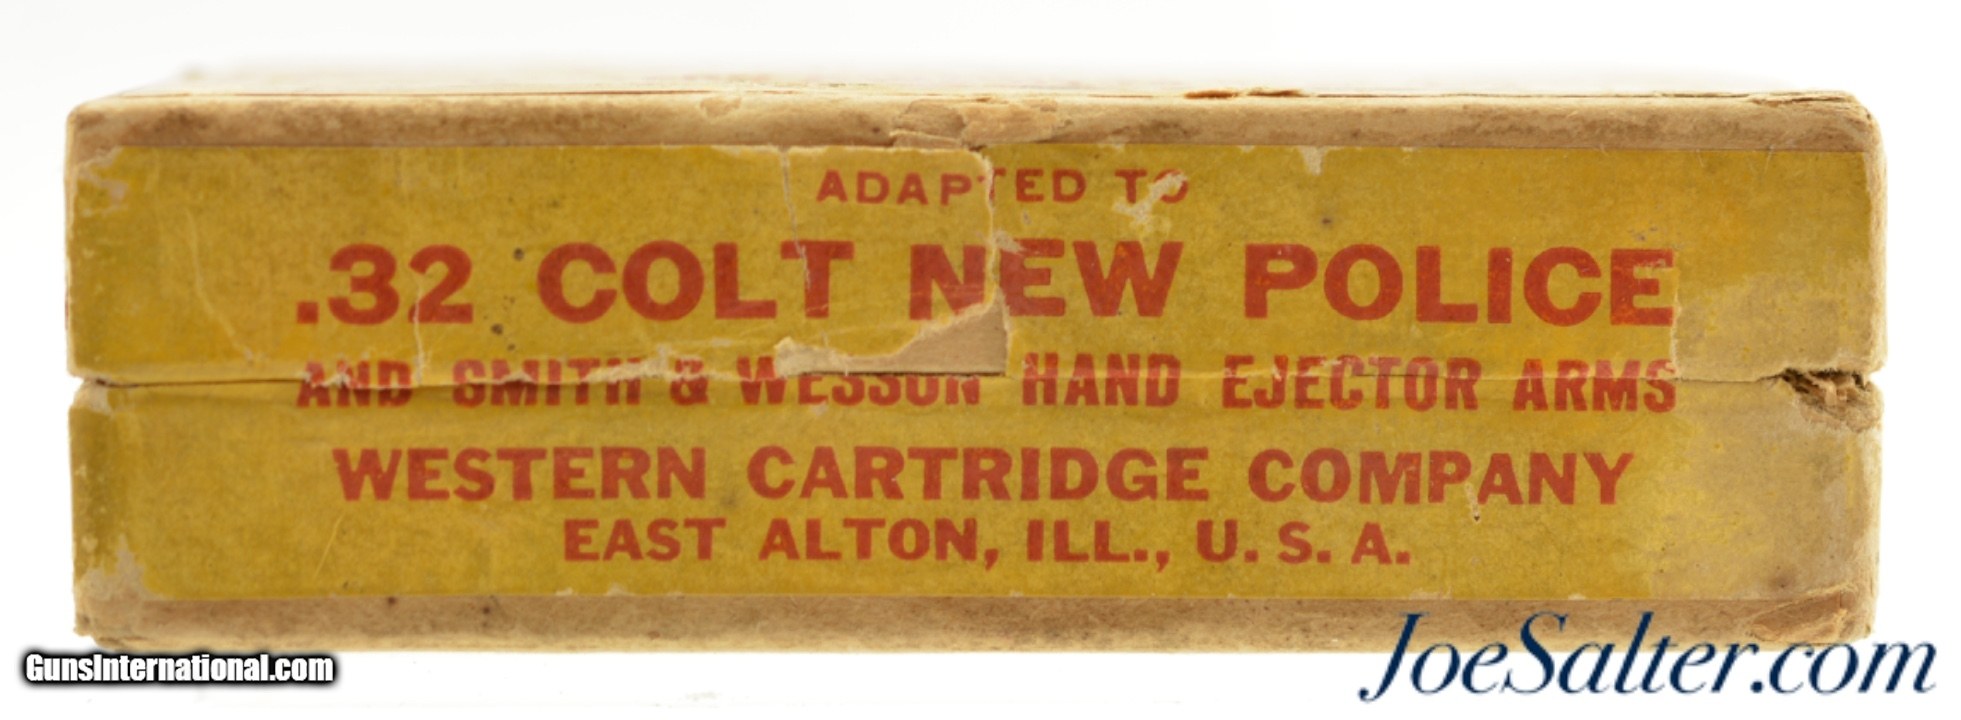 ADAPTED TO
.32 COLT NEW POLICE
AND SMITH & WESSON HAND EJECTOR ARMS
WESTERN CARTRIDGE COMPANY
EAST ALTON, ILL., U. S. A.
GunsInternational.com
JoeSalter.com